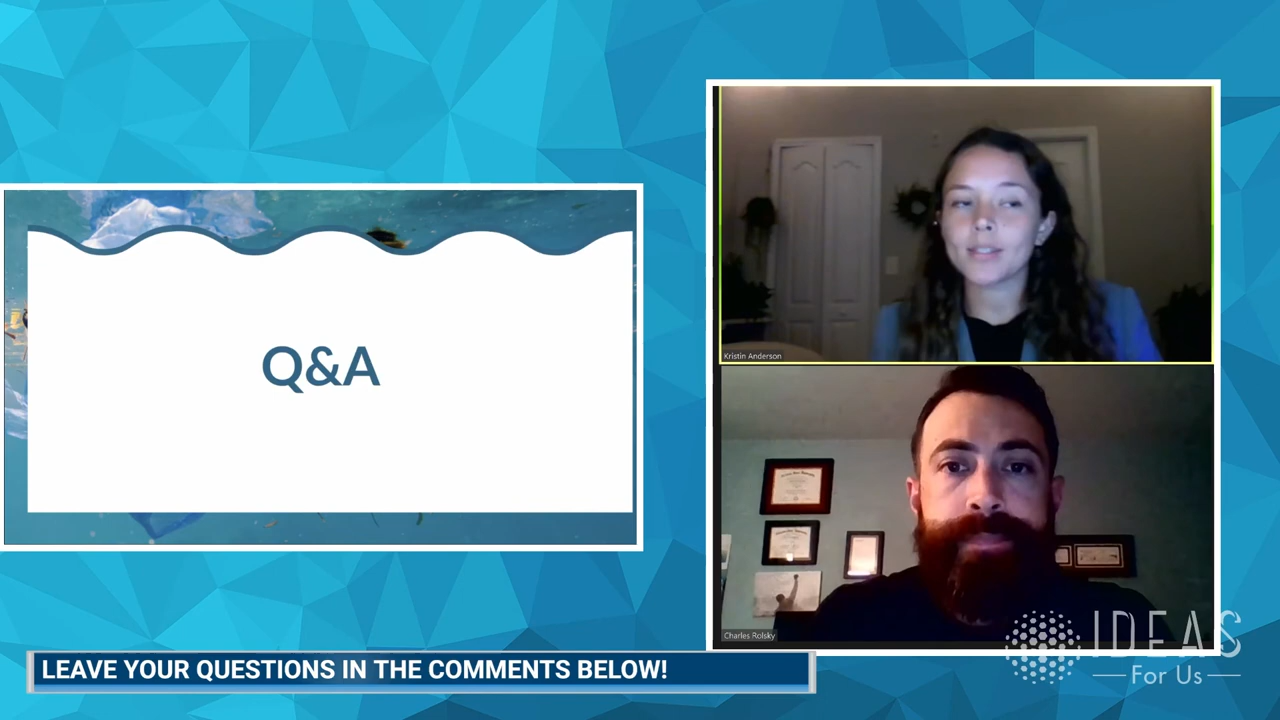 Q&A
Kristin Anderson
Charles Rolsky
LEAVE YOUR QUESTIONS IN THE COMMENTS BELOW!
IDEAS
For Us